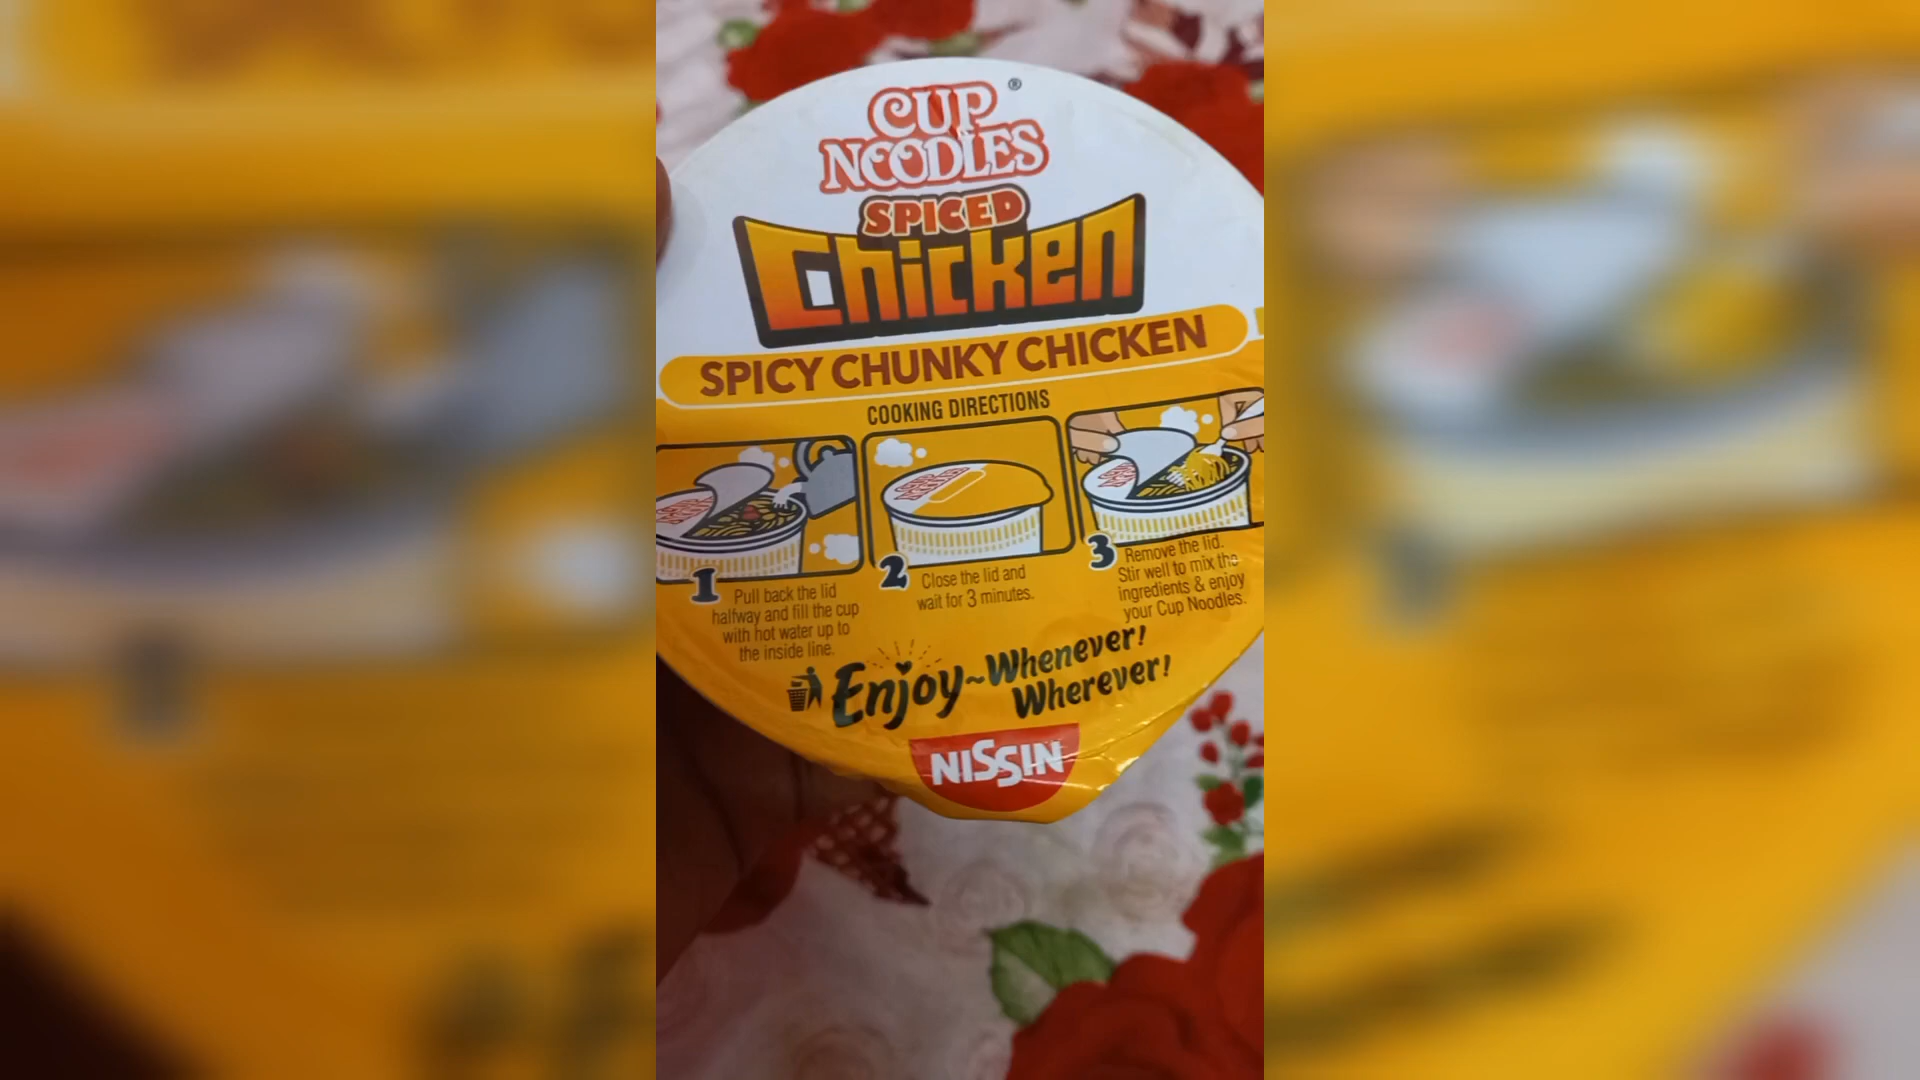 CUP ®
NOODLES
SPICED
Chicken
SPICY CHUNKY CHICKEN
COOKING DIRECTIONS
1 Pull back the lid
halfway and fill the cup
with hot water up to
the inside line.
2 Close the lid and
wait for 3 minutes.
3 Remove the lid.
Stir well to mix the
ingredients & enjoy
your Cup Noodles.
Enjoy~Whenever!
Wherever!
NISSIN